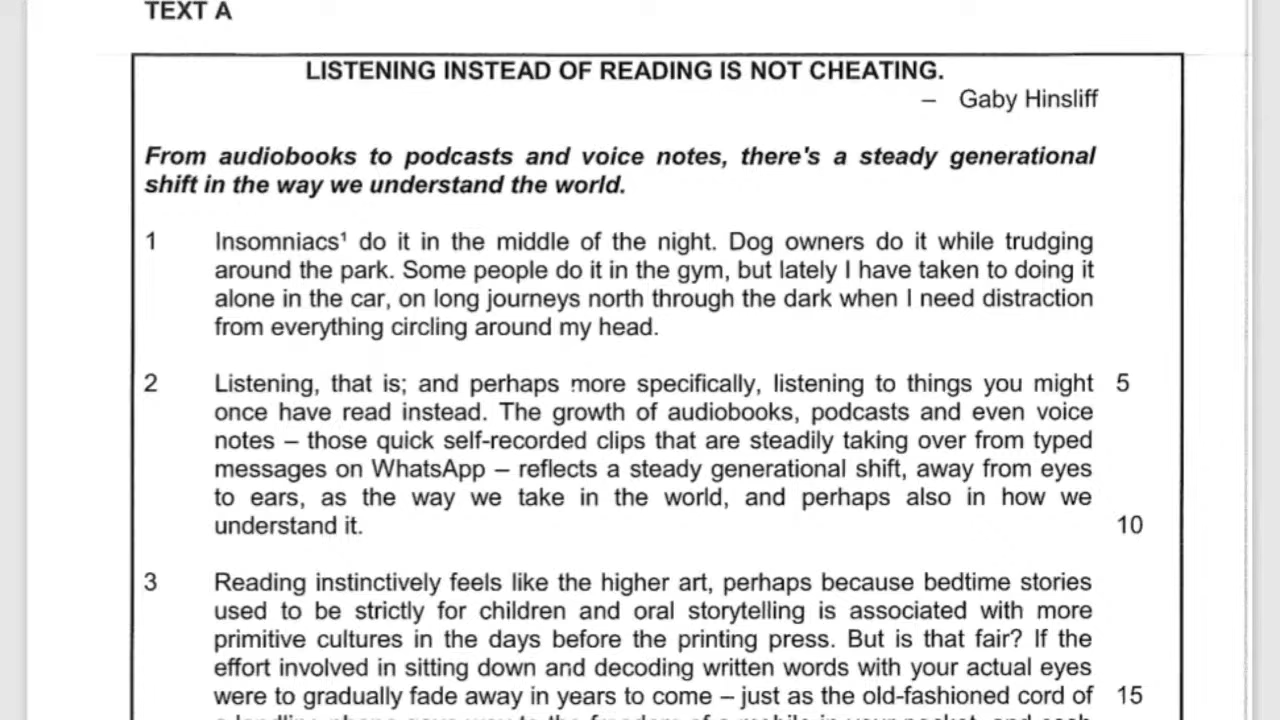 TEXT A
LISTENING INSTEAD OF READING IS NOT CHEATING.
– Gaby Hinsliff
From audiobooks to podcasts and voice notes, there's a steady generational
shift in the way we understand the world.
1 Insomniacs¹ do it in the middle of the night. Dog owners do it while trudging
around the park. Some people do it in the gym, but lately I have taken to doing it
alone in the car, on long journeys north through the dark when I need distraction
from everything circling around my head.
2 Listening, that is; and perhaps more specifically, listening to things you might 5
once have read instead. The growth of audiobooks, podcasts and even voice
notes – those quick self-recorded clips that are steadily taking over from typed
messages on WhatsApp – reflects a steady generational shift, away from eyes
to ears, as the way we take in the world, and perhaps also in how we
understand it. 10
3 Reading instinctively feels like the higher art, perhaps because bedtime stories
used to be strictly for children and oral storytelling is associated with more
primitive cultures in the days before the printing press. But is that fair? If the
effort involved in sitting down and decoding written words with your actual eyes
were to gradually fade away in years to come – just as the old-fashioned cord of 15